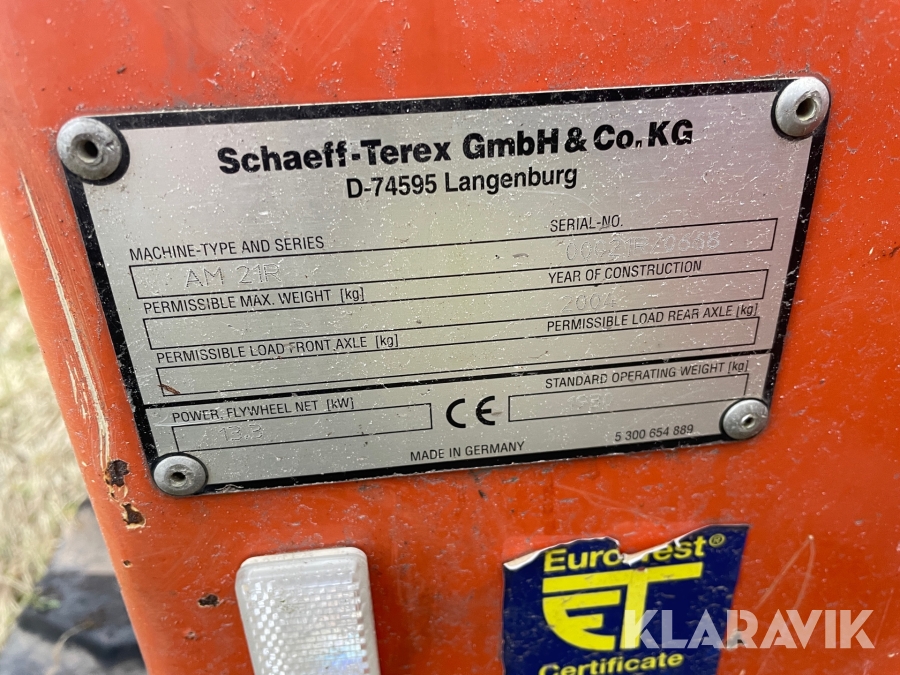 Schaeff-Terex GmbH & Co. KG
D-74595 Langenburg
SERIAL-NO.
MACHINE-TYPE AND SERIES
AM 21R
YEAR OF CONSTRUCTION
PERMISSIBLE MAX. WEIGHT [kg]
2004
PERMISSIBLE LOAD REAR AXLE [kg]
PERMISSIBLE LOAD FRONT AXLE [kg]
STANDARD OPERATING WEIGHT [kg]
POWER, FLYWHEEL NET [kW]
13.3
CE
MADE IN GERMANY
5 300 654 889
Euro Test®
ET
Certificate
KLARAVIK